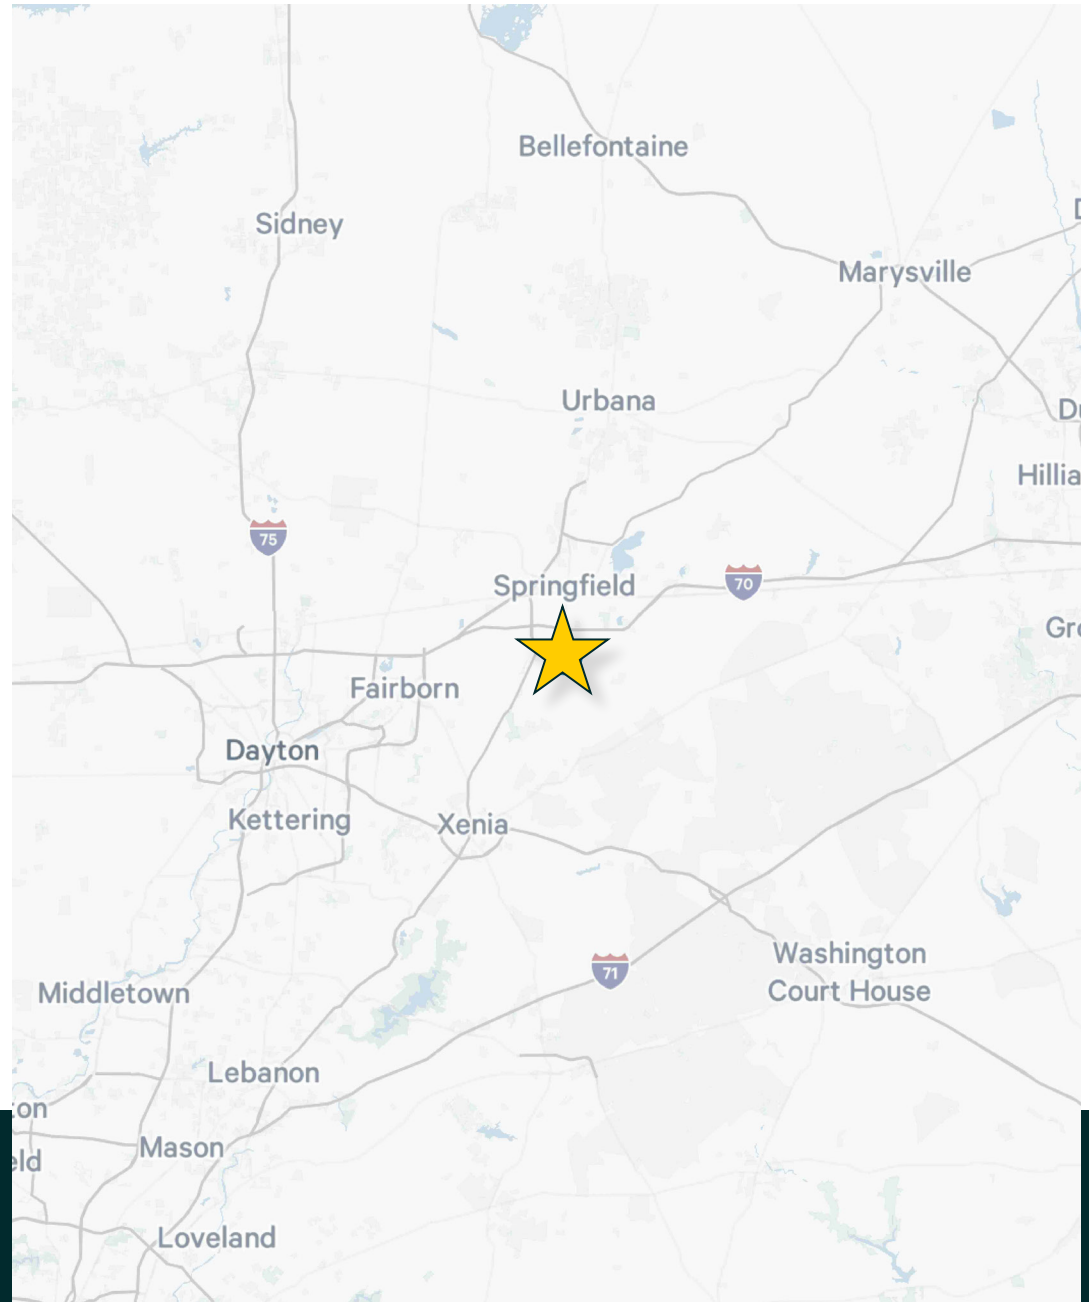 Bellefontaine
Sidney
Marysville
Urbana
75
Springfield
70
Fairborn
Dayton
Kettering
Xenia
Washington
Court House
71
Middletown
Lebanon
Mason
Loveland